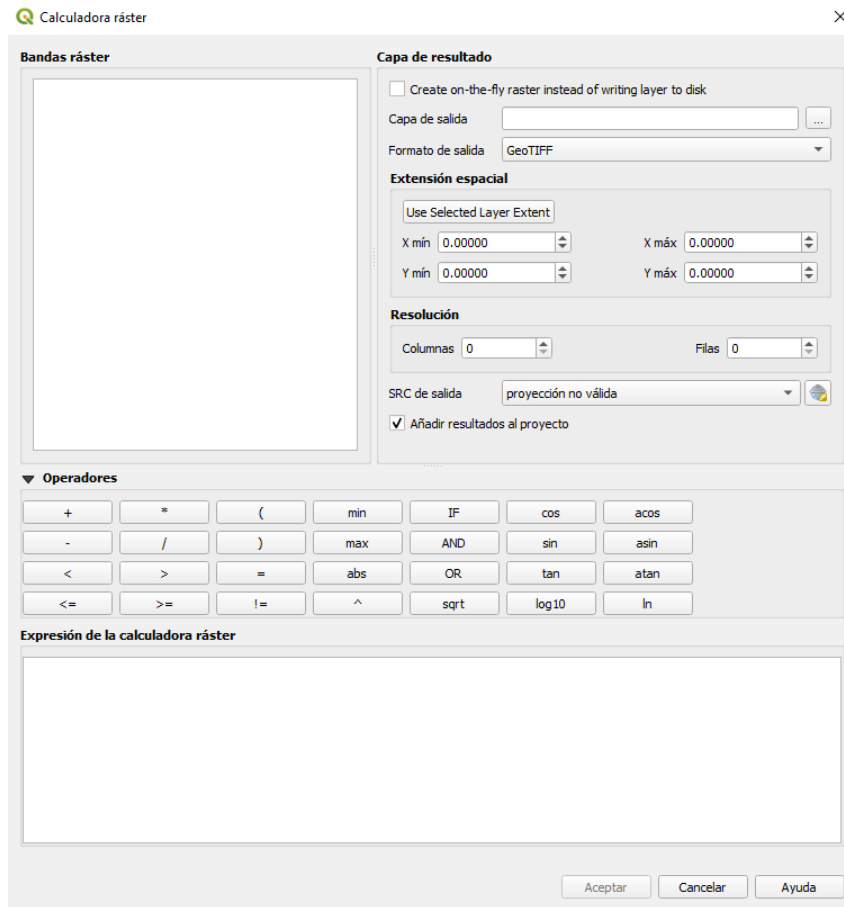 Calculadora ráster
Bandas ráster
Capa de resultado
Create on-the-fly raster instead of writing layer to disk
Capa de salida ...
Formato de salida GeoTIFF
Extensión espacial
Use Selected Layer Extent
X mín 0.00000 X máx 0.00000
Y mín 0.00000 Y máx 0.00000
Resolución
Columnas 0 Filas 0
SRC de salida proyección no válida
Añadir resultados al proyecto
Operadores
+ * ( min IF cos acos
- / ) max AND sin asin
< > = abs OR tan atan
<= >= != ^ sqrt log10 ln
Expresión de la calculadora ráster
Aceptar Cancelar Ayuda